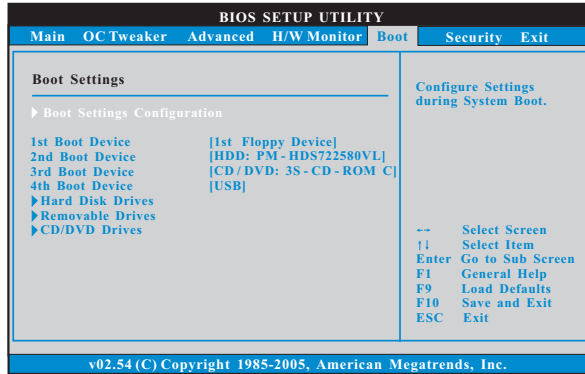 BIOS SETUP UTILITY
Main OC Tweaker Advanced H/W Monitor Boot Security Exit
Boot Settings
Boot Settings Configuration
1st Boot Device [1st Floppy Device]
2nd Boot Device [HDD: PM - HDS722580VL]
3rd Boot Device [CD / DVD: 3S - CD - ROM C]
4th Boot Device [USB]
Hard Disk Drives
Removable Drives
CD/DVD Drives
Configure Settings
during System Boot.
←→ Select Screen
↑↓ Select Item
Enter Go to Sub Screen
F1 General Help
F9 Load Defaults
F10 Save and Exit
ESC Exit
v02.54 (C) Copyright 1985-2005, American Megatrends, Inc.